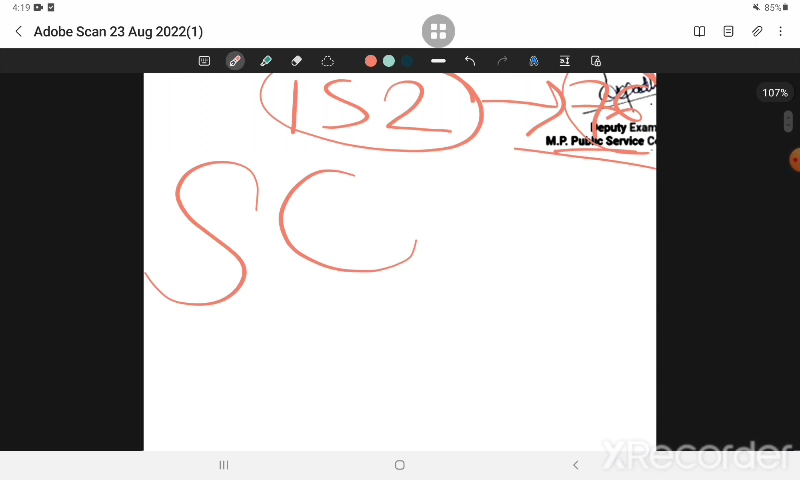 4:19 85%
Adobe Scan 23 Aug 2022(1)
107%
152
Deputy Exam
M.P. Public Service C
SC
XRecorder